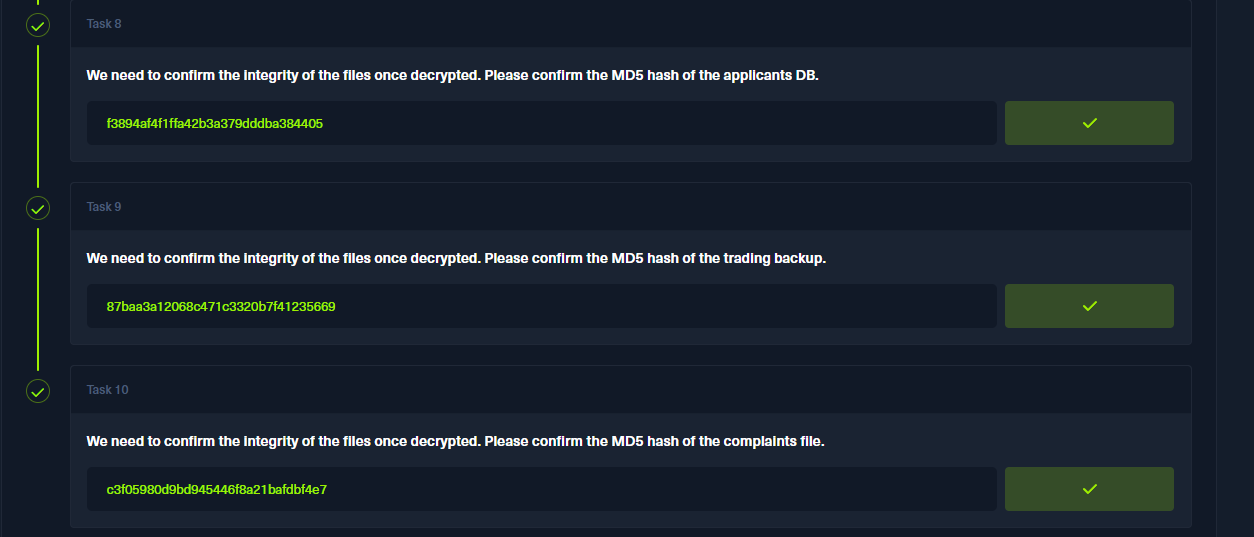 Task 8
We need to confirm the integrity of the files once decrypted. Please confirm the MD5 hash of the applicants DB.
f3894af4f1ffa42b3a379dddba384405
Task 9
We need to confirm the integrity of the files once decrypted. Please confirm the MD5 hash of the trading backup.
87baa3a12068c471c3320b7f41235669
Task 10
We need to confirm the integrity of the files once decrypted. Please confirm the MD5 hash of the complaints file.
c3f05980d9bd945446f8a21bafdbf4e7